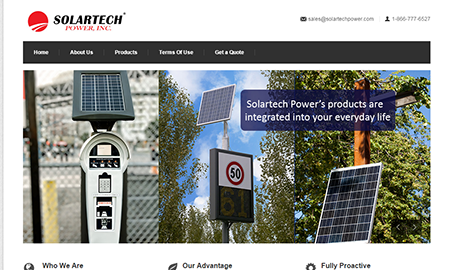 SOLARTECH®
POWER, INC.
sales@solartechpower.com 1-866-777-6527
Home About Us Products Terms Of Use Get a Quote
Solartech Power's products are
integrated into your everyday life
50
Who We Are Our Advantage Fully Proactive